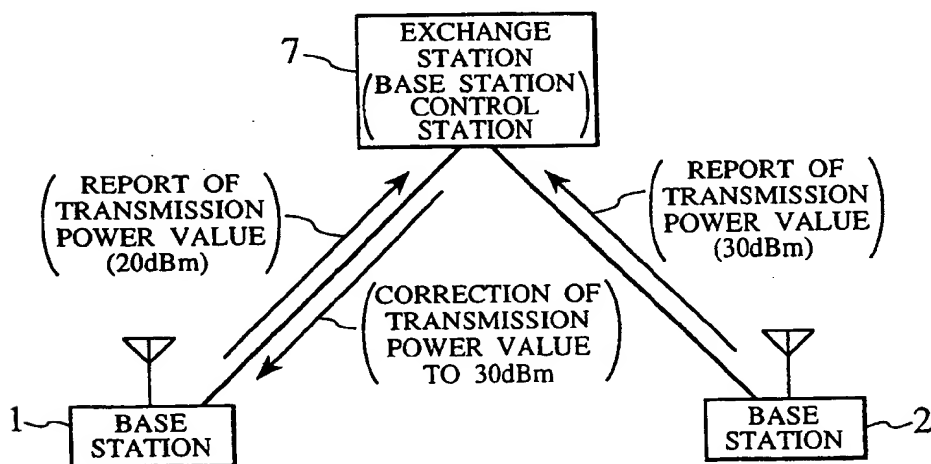 7
EXCHANGE
STATION
(BASE STATION
CONTROL
STATION)
(REPORT OF
TRANSMISSION
POWER VALUE
(20dBm))
(REPORT OF
TRANSMISSION
POWER VALUE
(30dBm))
(CORRECTION OF
TRANSMISSION
POWER VALUE
TO 30dBm)
1
BASE
STATION
BASE
STATION
2